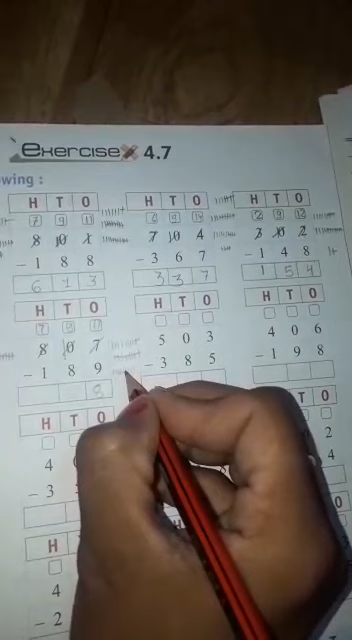 exercise 4.7
wing :
H T O H T O H T O
7 9 11 6 9 14 2 9 12
8 0 1 7 0 4 3 0 2
- 1 8 8 - 3 6 7 - 1 4 8
6 1 3 3 3 7 1 5 4
H T O H T O H T O
7 9
8 0 7 5 0 3 4 0 6
- 1 8 9 - 3 8 5 - 1 9 8
8
H T O T O
4 2
- 3 4
H
4
- 2